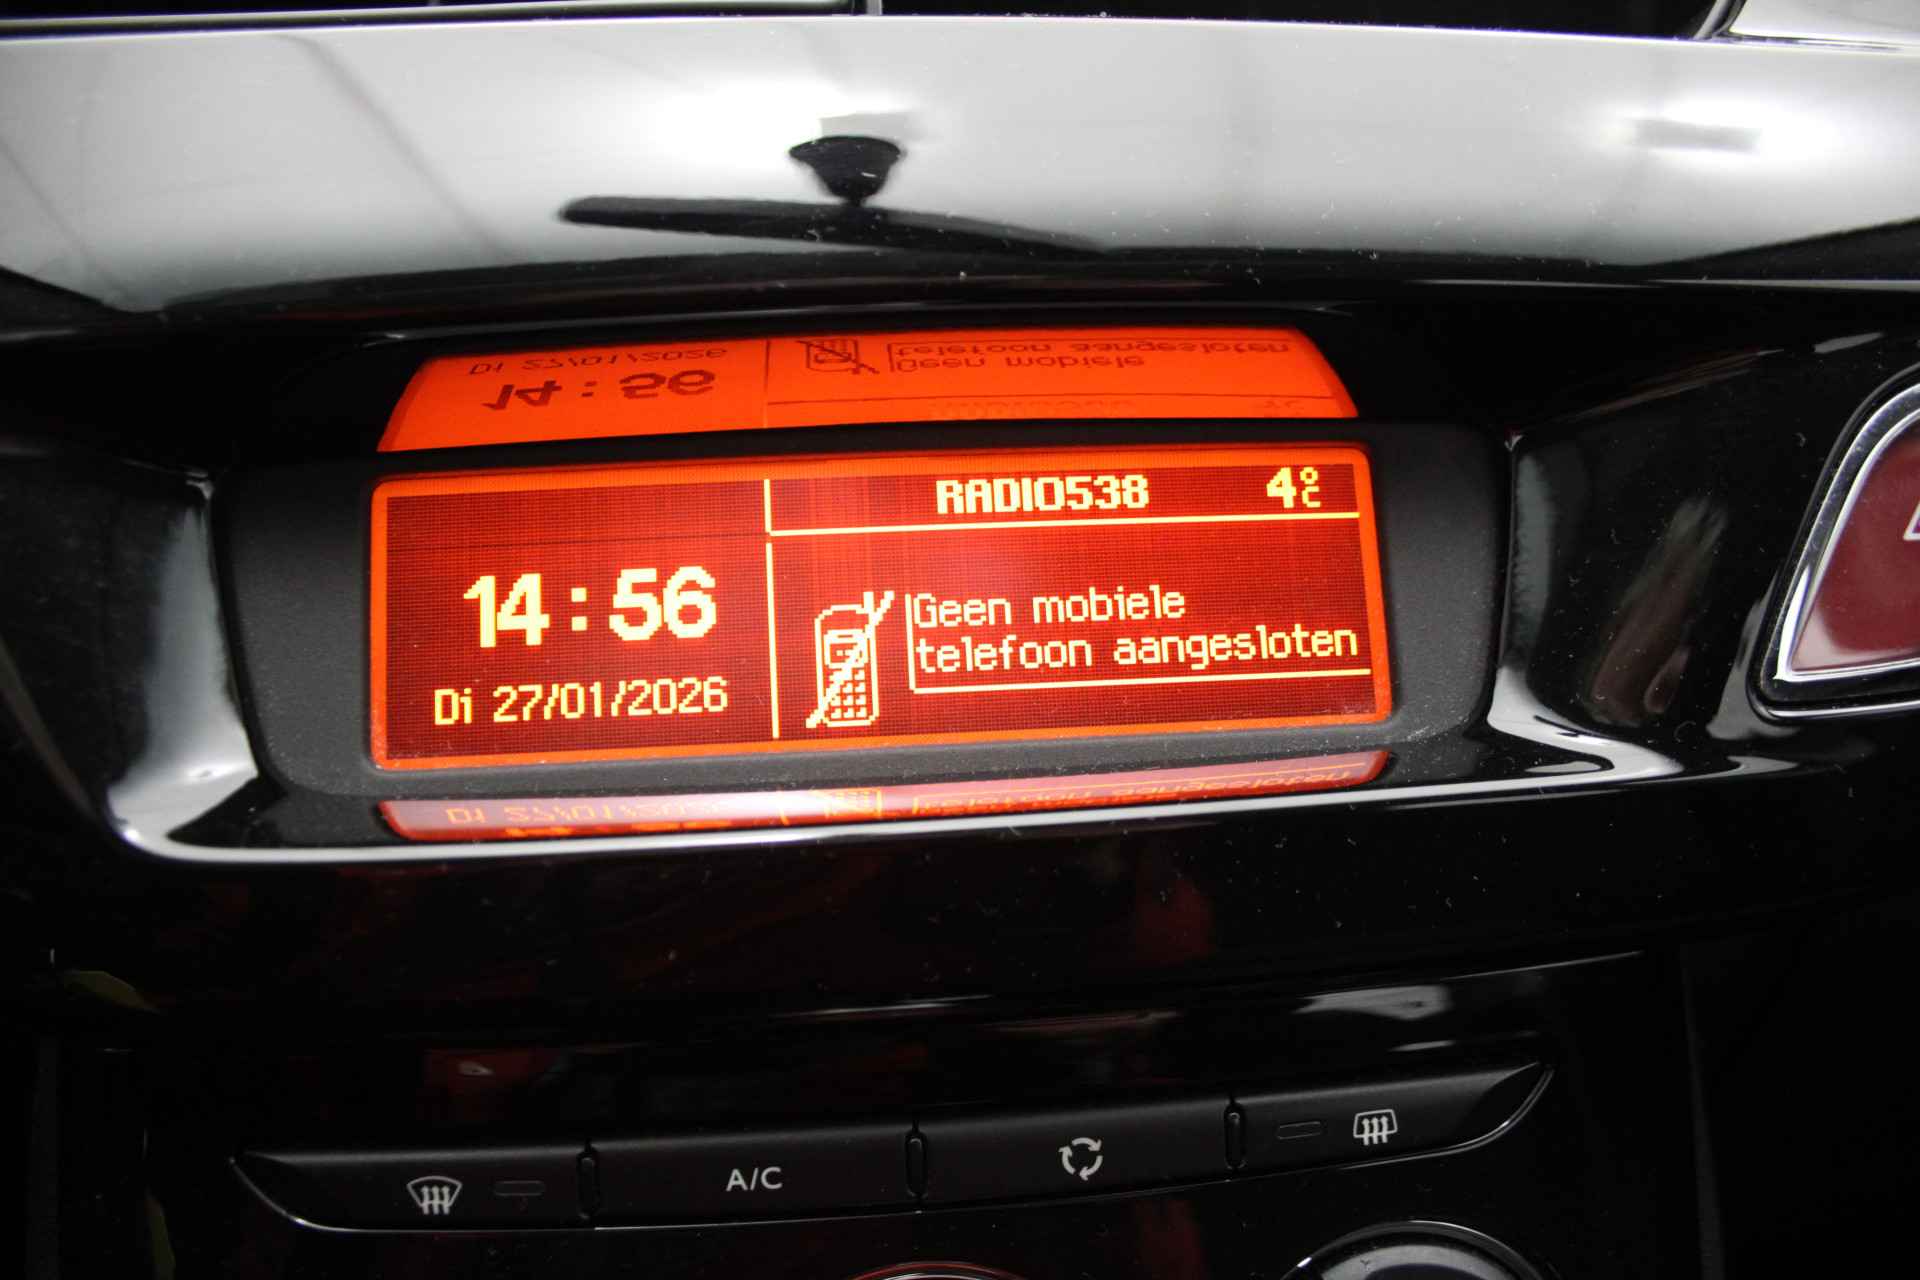 RADIO538 4°C
14:56
Di 27/01/2026
Geen mobiele
telefoon aangesloten
A/C